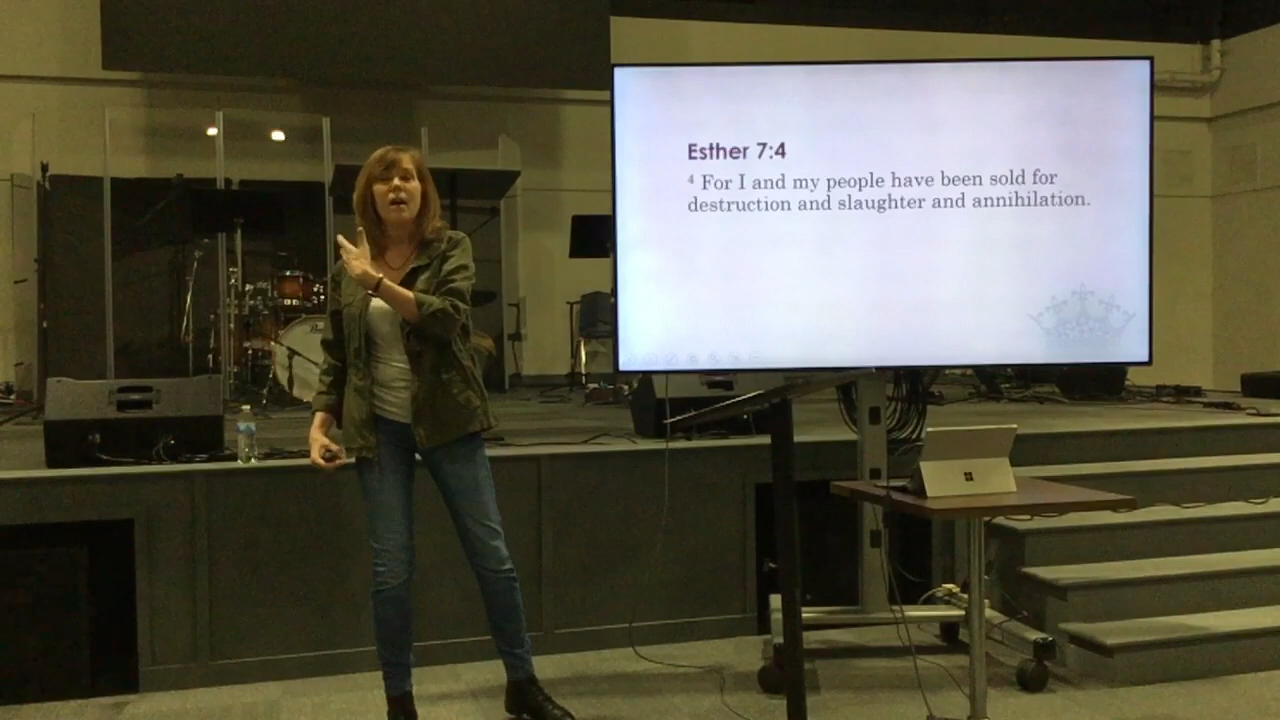 Esther 7:4
4 For I and my people have been sold for
destruction and slaughter and annihilation.